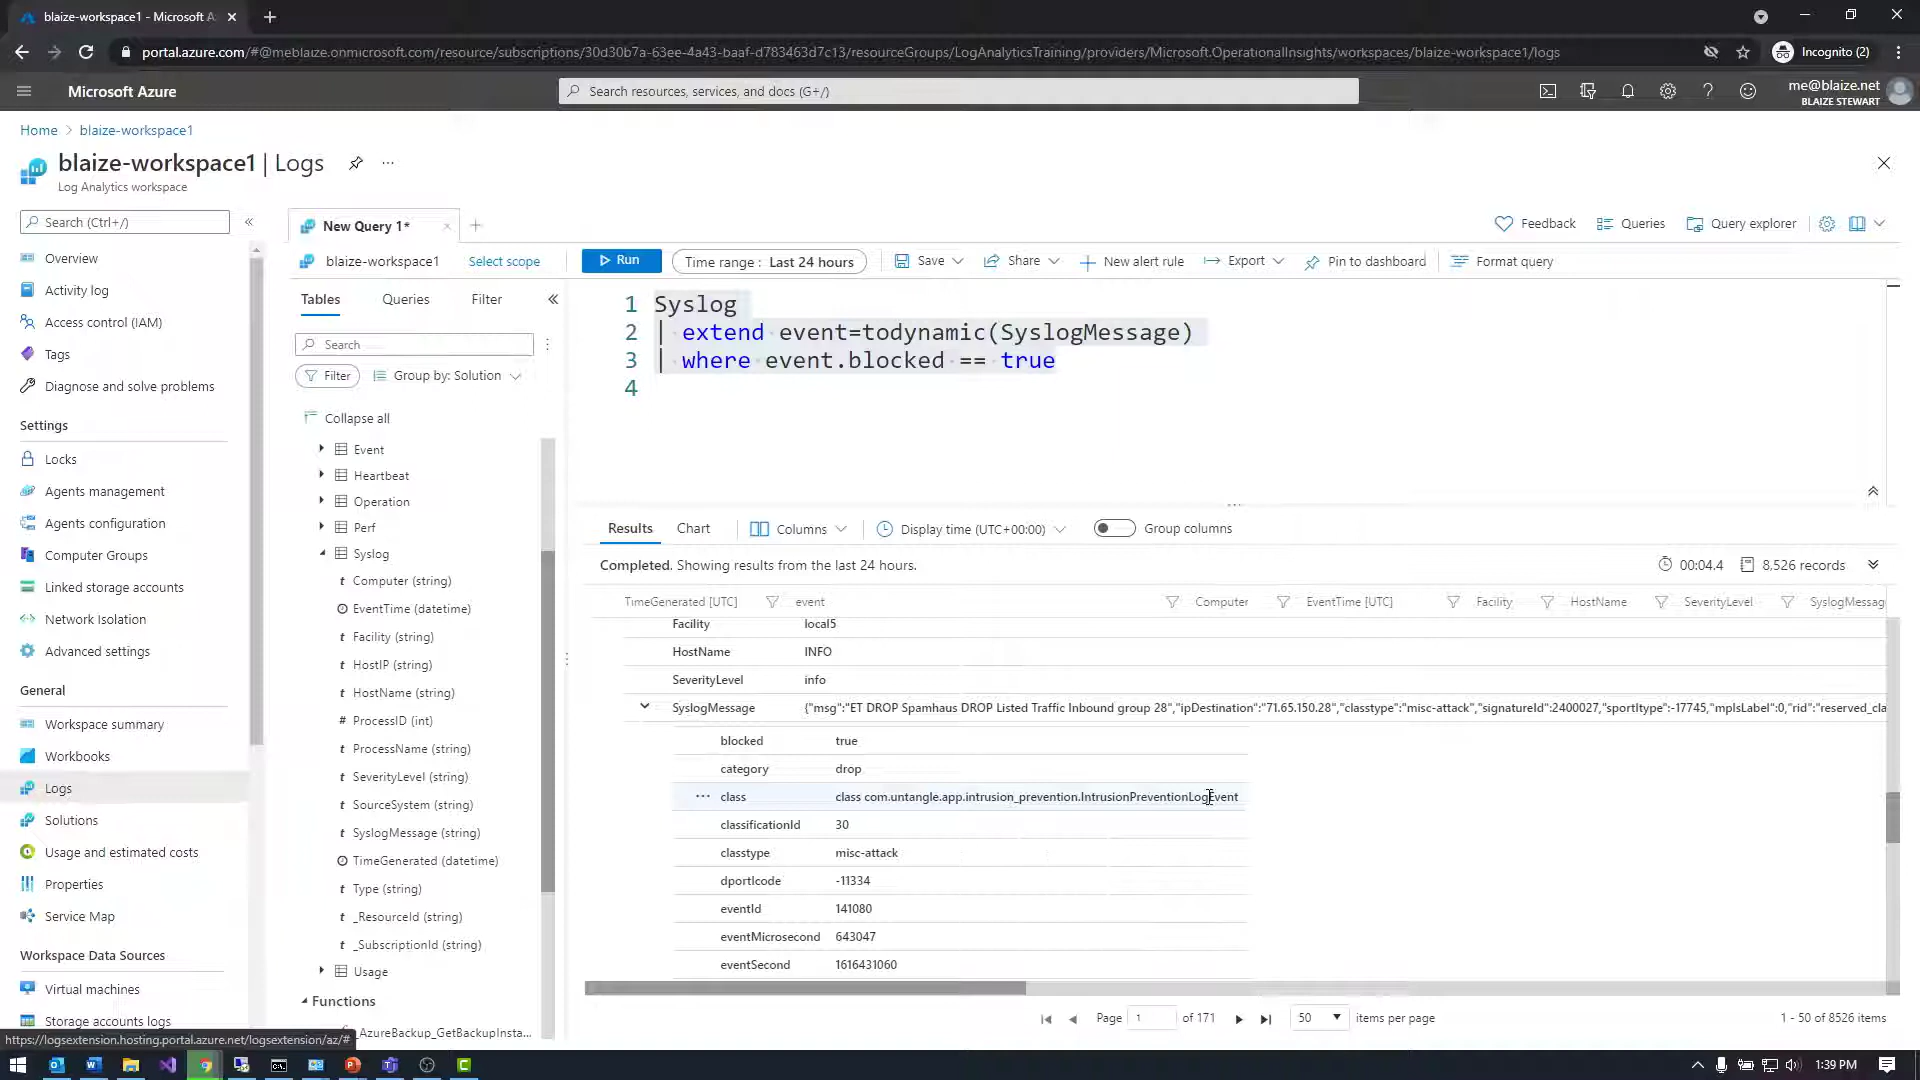 blaize-workspace1 - Microsoft A
portal.azure.com/#@meblaize.onmicrosoft.com/resource/subscriptions/30d30b7a-63ee-4a43-baaf-d783463d7c13/resourceGroups/LogAnalyticsTraining/providers/Microsoft.OperationalInsights/workspaces/blaize-workspace1/logs
Incognito (2)
Microsoft Azure
Search resources, services, and docs (G+/)
me@blaize.net
BLAIZE STEWART
Home > blaize-workspace1
blaize-workspace1 | Logs
Log Analytics workspace
Search (Ctrl+/)
Overview
Activity log
Access control (IAM)
Tags
Diagnose and solve problems
Settings
Locks
Agents management
Agents configuration
Computer Groups
Linked storage accounts
Network Isolation
Advanced settings
General
Workspace summary
Workbooks
Logs
Solutions
Usage and estimated costs
Properties
Service Map
Workspace Data Sources
Virtual machines
Storage accounts logs
https://logsextension.hosting.portal.azure.net/logsextension/az/#
New Query 1*
Feedback
Queries
Query explorer
blaize-workspace1
Select scope
Run
Time range : Last 24 hours
Save
Share
New alert rule
Export
Pin to dashboard
Format query
Tables
Queries
Filter
Search
Filter
Group by: Solution
Collapse all
Event
Heartbeat
Operation
Perf
Syslog
Computer (string)
EventTime (datetime)
Facility (string)
HostIP (string)
HostName (string)
ProcessID (int)
ProcessName (string)
SeverityLevel (string)
SourceSystem (string)
SyslogMessage (string)
TimeGenerated (datetime)
Type (string)
_ResourceId (string)
_SubscriptionId (string)
Usage
Functions
_AzureBackup_GetBackupInsta...
1 Syslog
2 | extend event=todynamic(SyslogMessage)
3 | where event.blocked == true
4
Results
Chart
Columns
Display time (UTC+00:00)
Group columns
Completed. Showing results from the last 24 hours.
00:04.4
8,526 records
TimeGenerated [UTC]
event
Computer
EventTime [UTC]
Facility
HostName
SeverityLevel
SyslogMessag
Facility local5
HostName INFO
SeverityLevel info
SyslogMessage {"msg":"ET DROP Spamhaus DROP Listed Traffic Inbound group 28","ipDestination":"71.65.150.28","classtype":"misc-attack","signatureId":2400027,"sportItype":-17745,"mplsLabel":0,"rid":"reserved_cla
blocked true
category drop
class class com.untangle.app.intrusion_prevention.IntrusionPreventionLogEvent
classificationId 30
classtype misc-attack
dportIcode -11334
eventId 141080
eventMicrosecond 643047
eventSecond 1616431060
Page 1 of 171
50 items per page
1 - 50 of 8526 items
1:39 PM